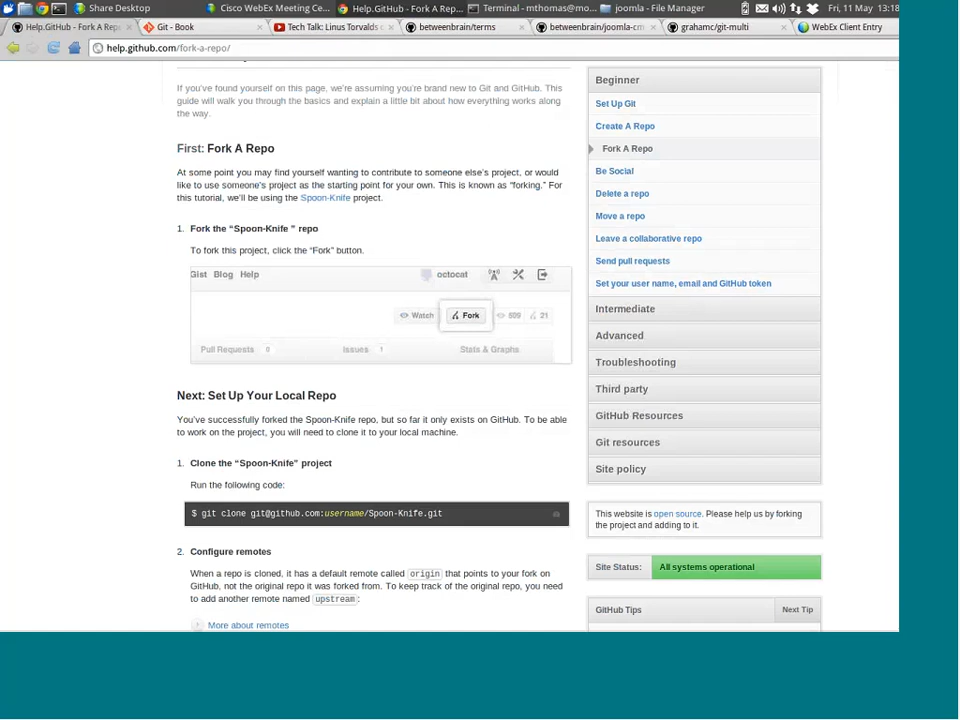 Share Desktop
Cisco WebEx Meeting Ce...
Help.GitHub - Fork A Rep...
Terminal - mthomas@mo...
joomla - File Manager
Fri, 11 May 13:18
Help.GitHub - Fork A Re
Git - Book
Tech Talk: Linus Torvalds o
betweenbrain/terms
betweenbrain/joomla-cm
grahamc/git-multi
WebEx Client Entry
help.github.com/fork-a-repo/
If you've found yourself on this page, we're assuming you're brand new to Git and GitHub. This
guide will walk you through the basics and explain a little bit about how everything works along
the way.
First: Fork A Repo
At some point you may find yourself wanting to contribute to someone else's project, or would
like to use someone's project as the starting point for your own. This is known as “forking.” For
this tutorial, we'll be using the Spoon-Knife project.
1. Fork the “Spoon-Knife ” repo
To fork this project, click the “Fork” button.
Gist Blog Help
octocat
Watch
Fork
599
21
Pull Requests 0
Issues 1
Stats & Graphs
Next: Set Up Your Local Repo
You've successfully forked the Spoon-Knife repo, but so far it only exists on GitHub. To be able
to work on the project, you will need to clone it to your local machine.
1. Clone the “Spoon-Knife” project
Run the following code:
$ git clone git@github.com:username/Spoon-Knife.git
2. Configure remotes
When a repo is cloned, it has a default remote called origin that points to your fork on
GitHub, not the original repo it was forked from. To keep track of the original repo, you need
to add another remote named upstream:
More about remotes
Beginner
Set Up Git
Create A Repo
Fork A Repo
Be Social
Delete a repo
Move a repo
Leave a collaborative repo
Send pull requests
Set your user name, email and GitHub token
Intermediate
Advanced
Troubleshooting
Third party
GitHub Resources
Git resources
Site policy
This website is open source. Please help us by forking
the project and adding to it.
Site Status:
All systems operational
GitHub Tips
Next Tip